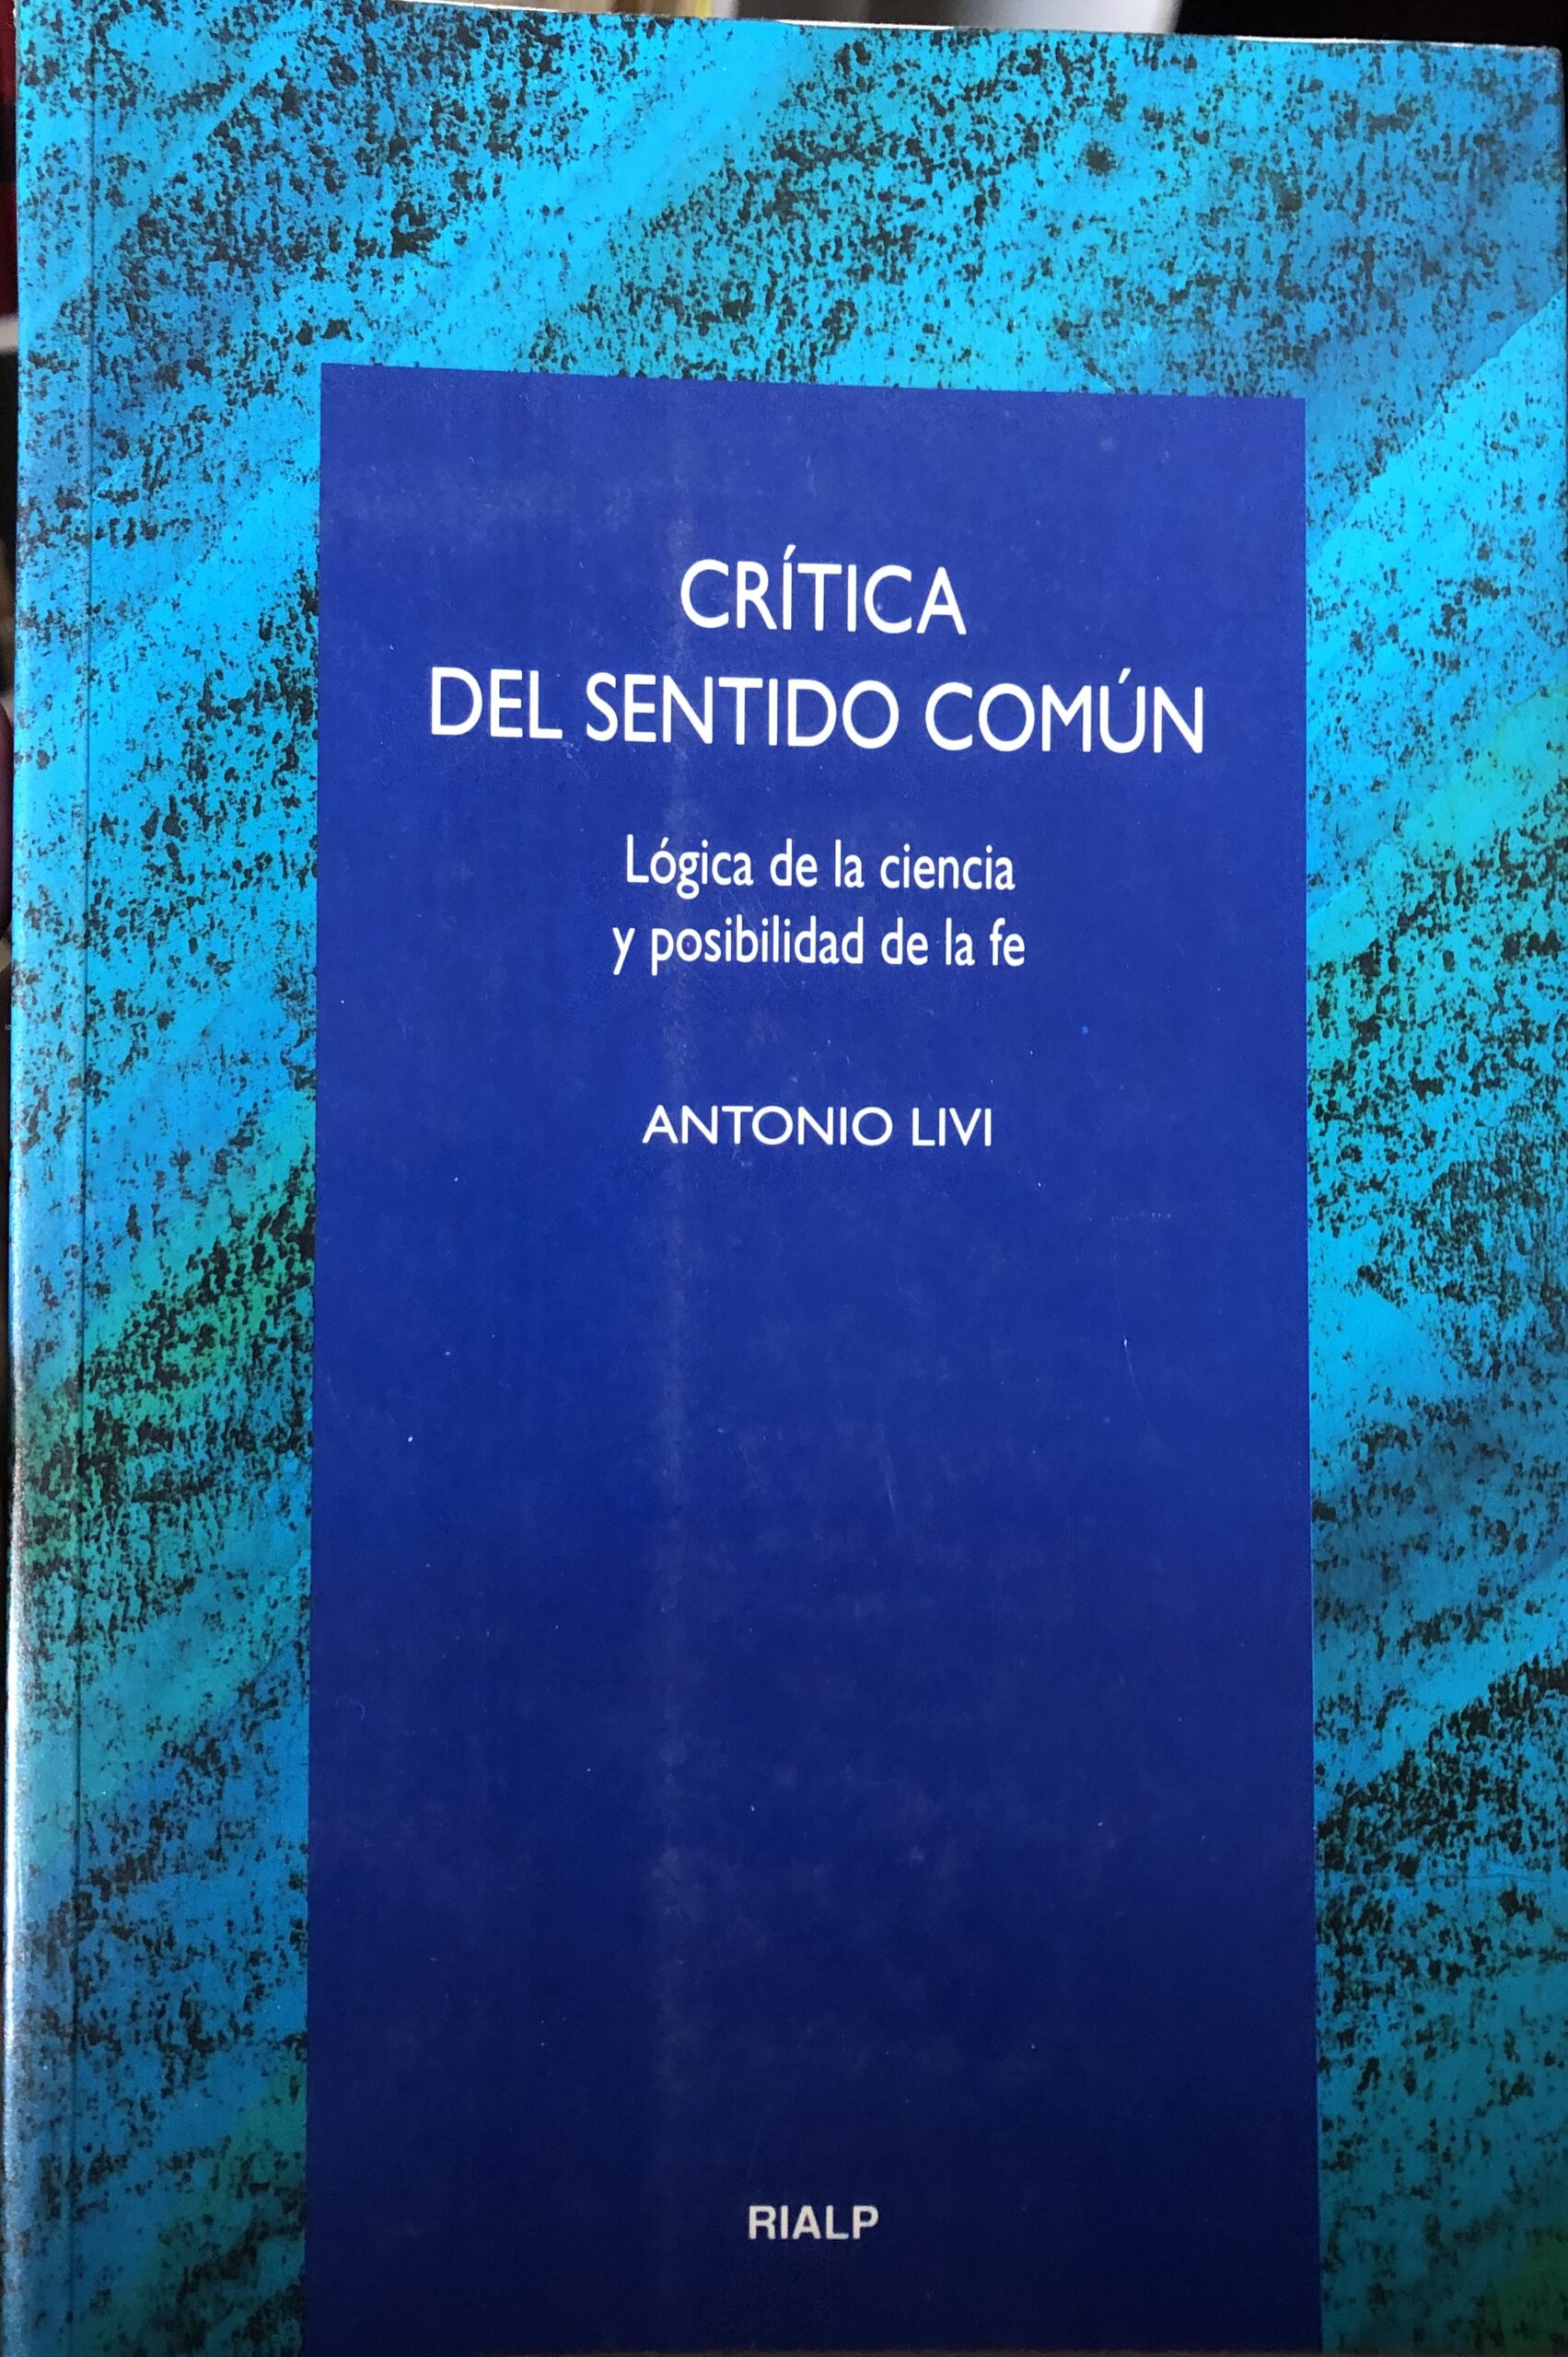 CRÍTICA
DEL SENTIDO COMÚN
Lógica de la ciencia
y posibilidad de la fe
ANTONIO LIVI
RIALP